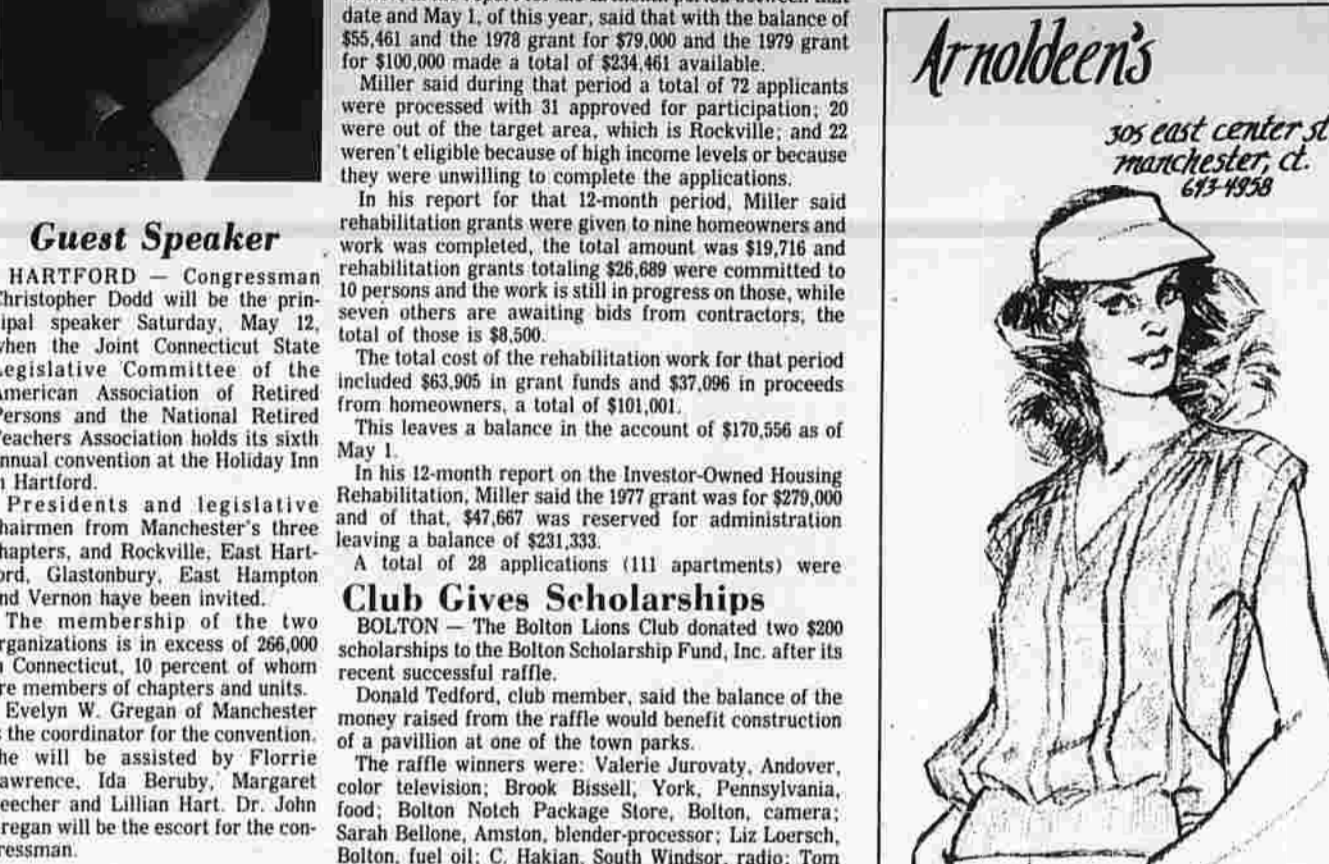 Guest Speaker
HARTFORD — Congressman
Christopher Dodd will be the prin-
cipal speaker Saturday, May 12,
when the Joint Connecticut State
Legislative Committee of the
American Association of Retired
Persons and the National Retired
Teachers Association holds its sixth
annual convention at the Holiday Inn
in Hartford.
Presidents and legislative
chairmen from Manchester's three
chapters, and Rockville, East Hart-
ford, Glastonbury, East Hampton
and Vernon have been invited.
The membership of the two
organizations is in excess of 266,000
in Connecticut, 10 percent of whom
are members of chapters and units.
Evelyn W. Gregan of Manchester
is the coordinator for the convention.
She will be assisted by Florrie
Lawrence, Ida Beruby, Margaret
eecher and Lillian Hart. Dr. John
Gregan will be the escort for the con-
gressman.
date and May 1, of this year, said that with the balance of
$55,461 and the 1978 grant for $79,000 and the 1979 grant
for $100,000 made a total of $234,461 available.
Miller said during that period a total of 72 applicants
were processed with 31 approved for participation; 20
were out of the target area, which is Rockville; and 22
weren't eligible because of high income levels or because
they were unwilling to complete the applications.
In his report for that 12-month period, Miller said
rehabilitation grants were given to nine homeowners and
work was completed, the total amount was $19,716 and
rehabilitation grants totaling $26,689 were committed to
10 persons and the work is still in progress on those, while
seven others are awaiting bids from contractors, the
total of those is $8,500.
The total cost of the rehabilitation work for that period
included $63,905 in grant funds and $37,096 in proceeds
from homeowners, a total of $101,001.
This leaves a balance in the account of $170,556 as of
May 1.
In his 12-month report on the Investor-Owned Housing
Rehabilitation, Miller said the 1977 grant was for $279,000
and of that, $47,667 was reserved for administration
leaving a balance of $231,333.
A total of 28 applications (111 apartments) were
Club Gives Scholarships
BOLTON — The Bolton Lions Club donated two $200
scholarships to the Bolton Scholarship Fund, Inc. after its
recent successful raffle.
Donald Tedford, club member, said the balance of the
money raised from the raffle would benefit construction
of a pavillion at one of the town parks.
The raffle winners were: Valerie Jurovaty, Andover,
color television; Brook Bissell, York, Pennsylvania,
food; Bolton Notch Package Store, Bolton, camera;
Sarah Bellone, Amston, blender-processor; Liz Loersch,
Bolton, fuel oil; C. Hakian, South Windsor, radio; Tom
Arnoldeen's
305 east center st
manchester, ct.
643-4958